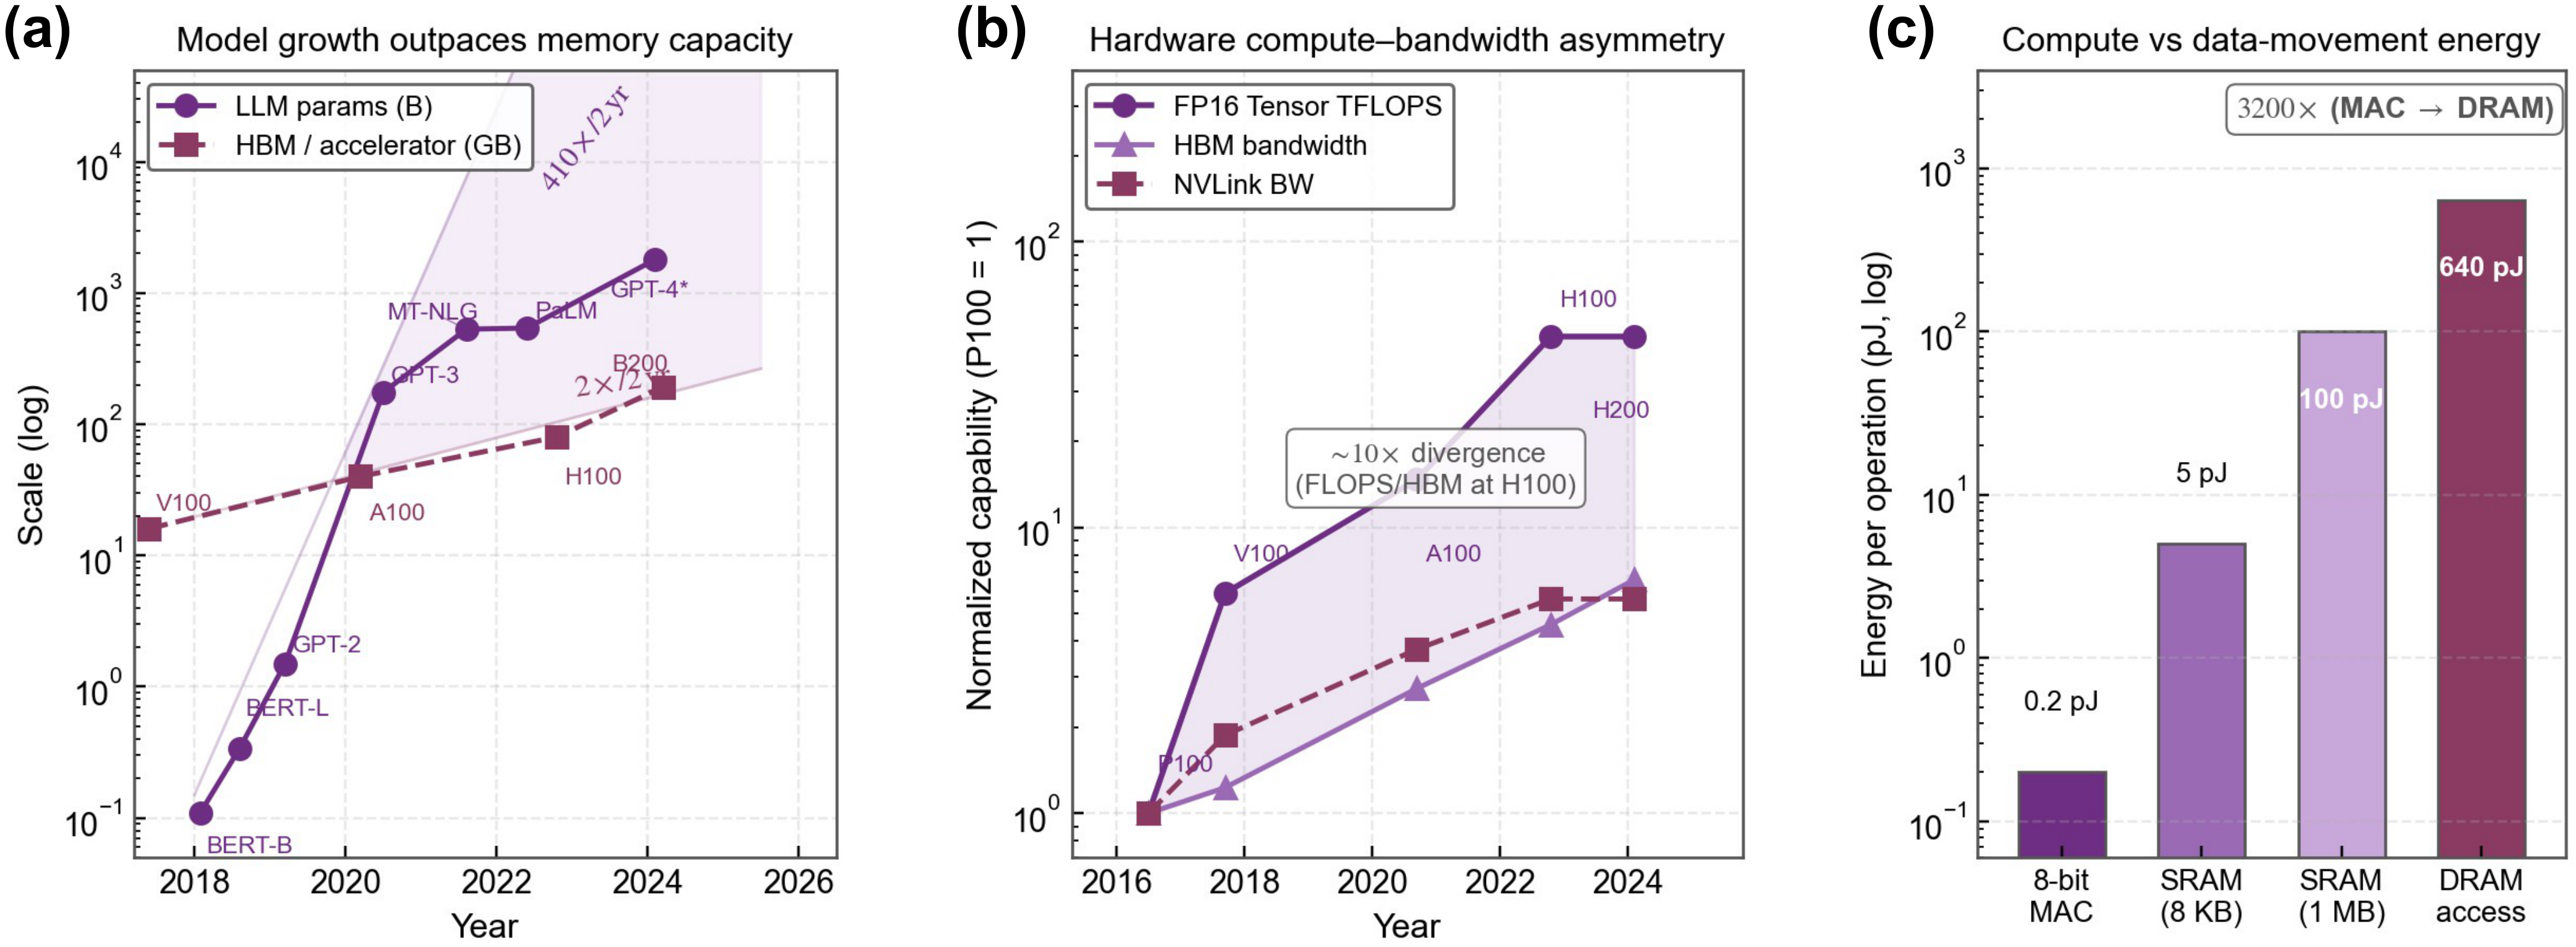 (a)
Model growth outpaces memory capacity
LLM params (B)
HBM / accelerator (GB)
410×/2 yr
2×/2 yr
MT-NLG
PaLM
GPT-4*
GPT-3
B200
V100
A100
H100
GPT-2
BERT-L
BERT-B
Scale (log)
10^4
10^3
10^2
10^1
10^0
10^−1
2018 2020 2022 2024 2026
Year
(b)
Hardware compute–bandwidth asymmetry
FP16 Tensor TFLOPS
HBM bandwidth
NVLink BW
H100
H200
~10× divergence
(FLOPS/HBM at H100)
V100
A100
P100
Normalized capability (P100 = 1)
10^2
10^1
10^0
2016 2018 2020 2022 2024
Year
(c)
Compute vs data-movement energy
3200× (MAC → DRAM)
640 pJ
100 pJ
5 pJ
0.2 pJ
Energy per operation (pJ, log)
10^3
10^2
10^1
10^0
10^−1
8-bit
MAC
SRAM
(8 KB)
SRAM
(1 MB)
DRAM
access